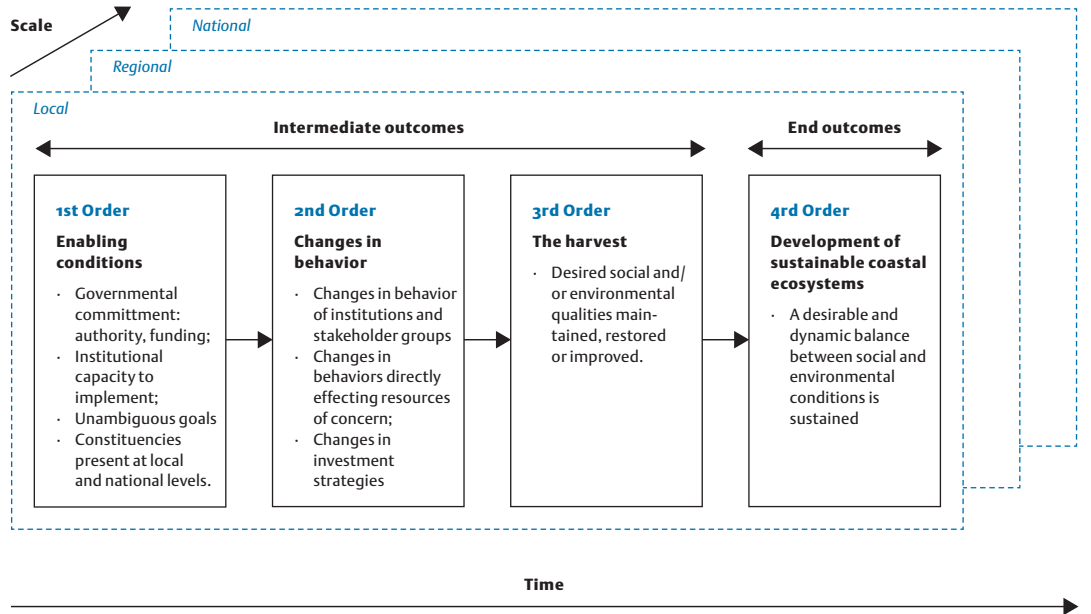 Scale
National
Regional
Local
Intermediate outcomes
End outcomes
1st Order
Enabling
conditions
· Governmental
committment:
authority, funding;
· Institutional
capacity to
implement;
· Unambiguous goals
· Constituencies
present at local
and national levels.
2nd Order
Changes in
behavior
· Changes in behavior
of institutions and
stakeholder groups
· Changes in
behaviors directly
effecting resources
of concern;
· Changes in
investment
strategies
3rd Order
The harvest
· Desired social and/
or environmental
qualities main-
tained, restored
or improved.
4rd Order
Development of
sustainable coastal
ecosystems
· A desirable and
dynamic balance
between social and
environmental
conditions is
sustained
Time